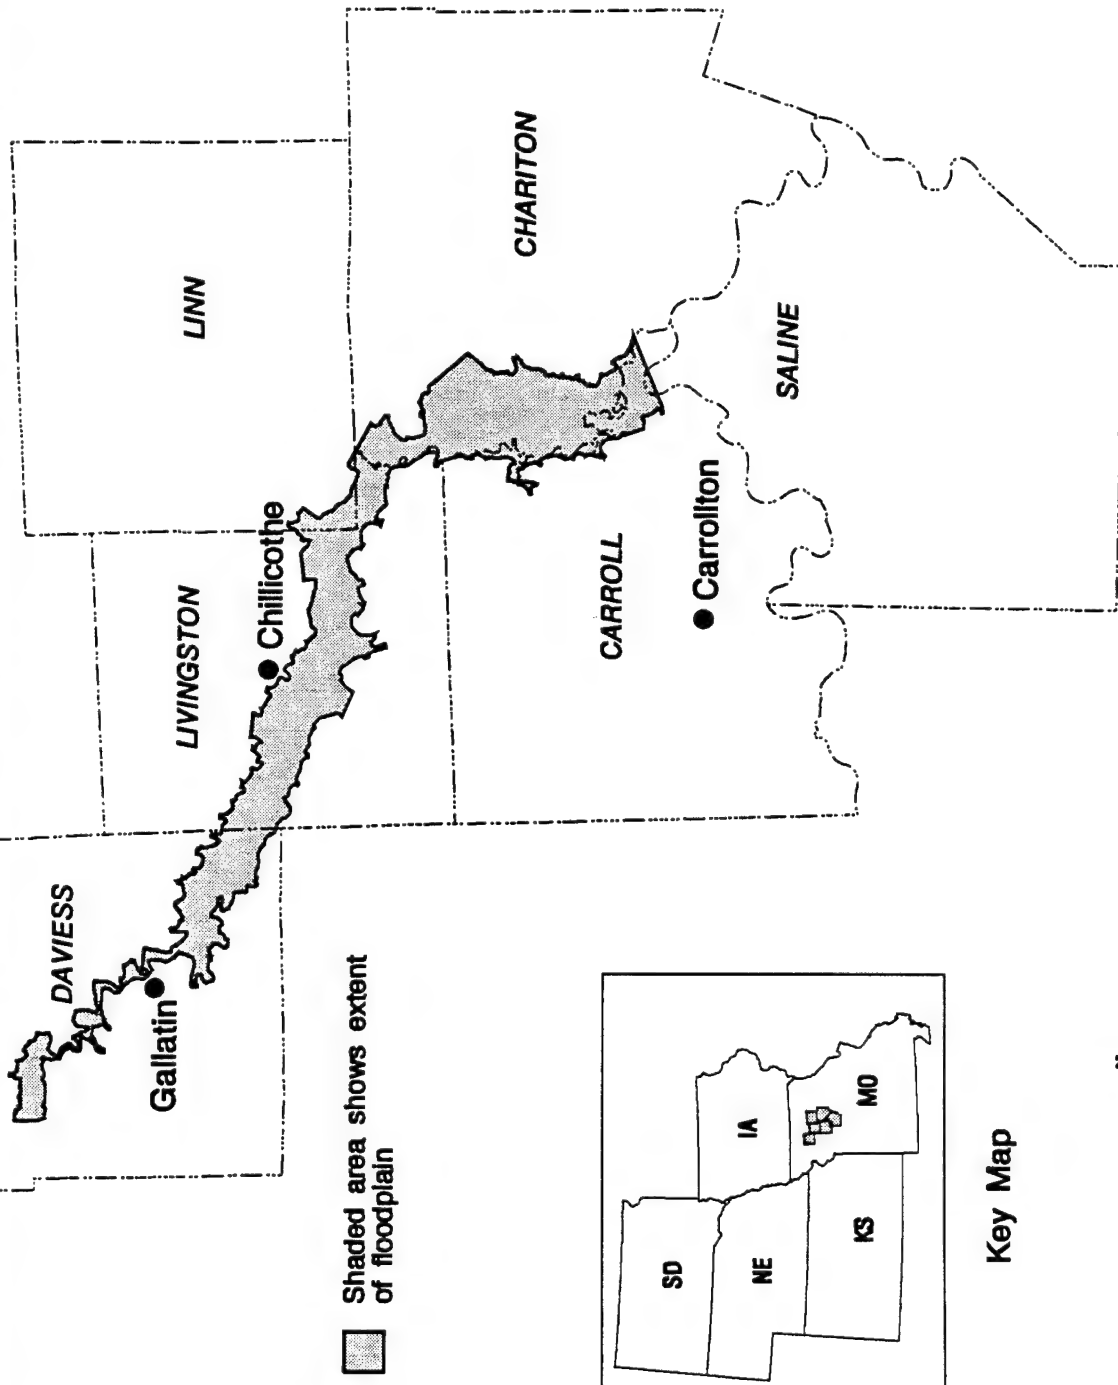 DAVIESS
Gallatin
LIVINGSTON
Chillicothe
LINN
CHARITON
CARROLL
Carrollton
SALINE
Shaded area shows extent
of floodplain
SD
NE
IA
KS
MO
Key Map